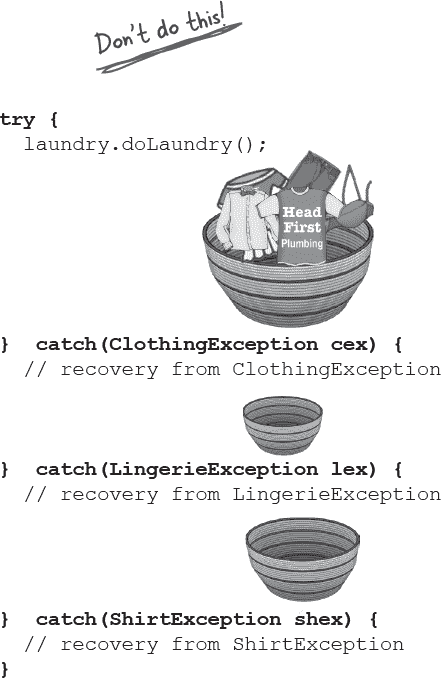 Don't do this!
try {
  laundry.doLaundry();
Head
First
Plumbing
}  catch(ClothingException cex) {
  // recovery from ClothingException
}  catch(LingerieException lex) {
  // recovery from LingerieException
}  catch(ShirtException shex) {
  // recovery from ShirtException
}